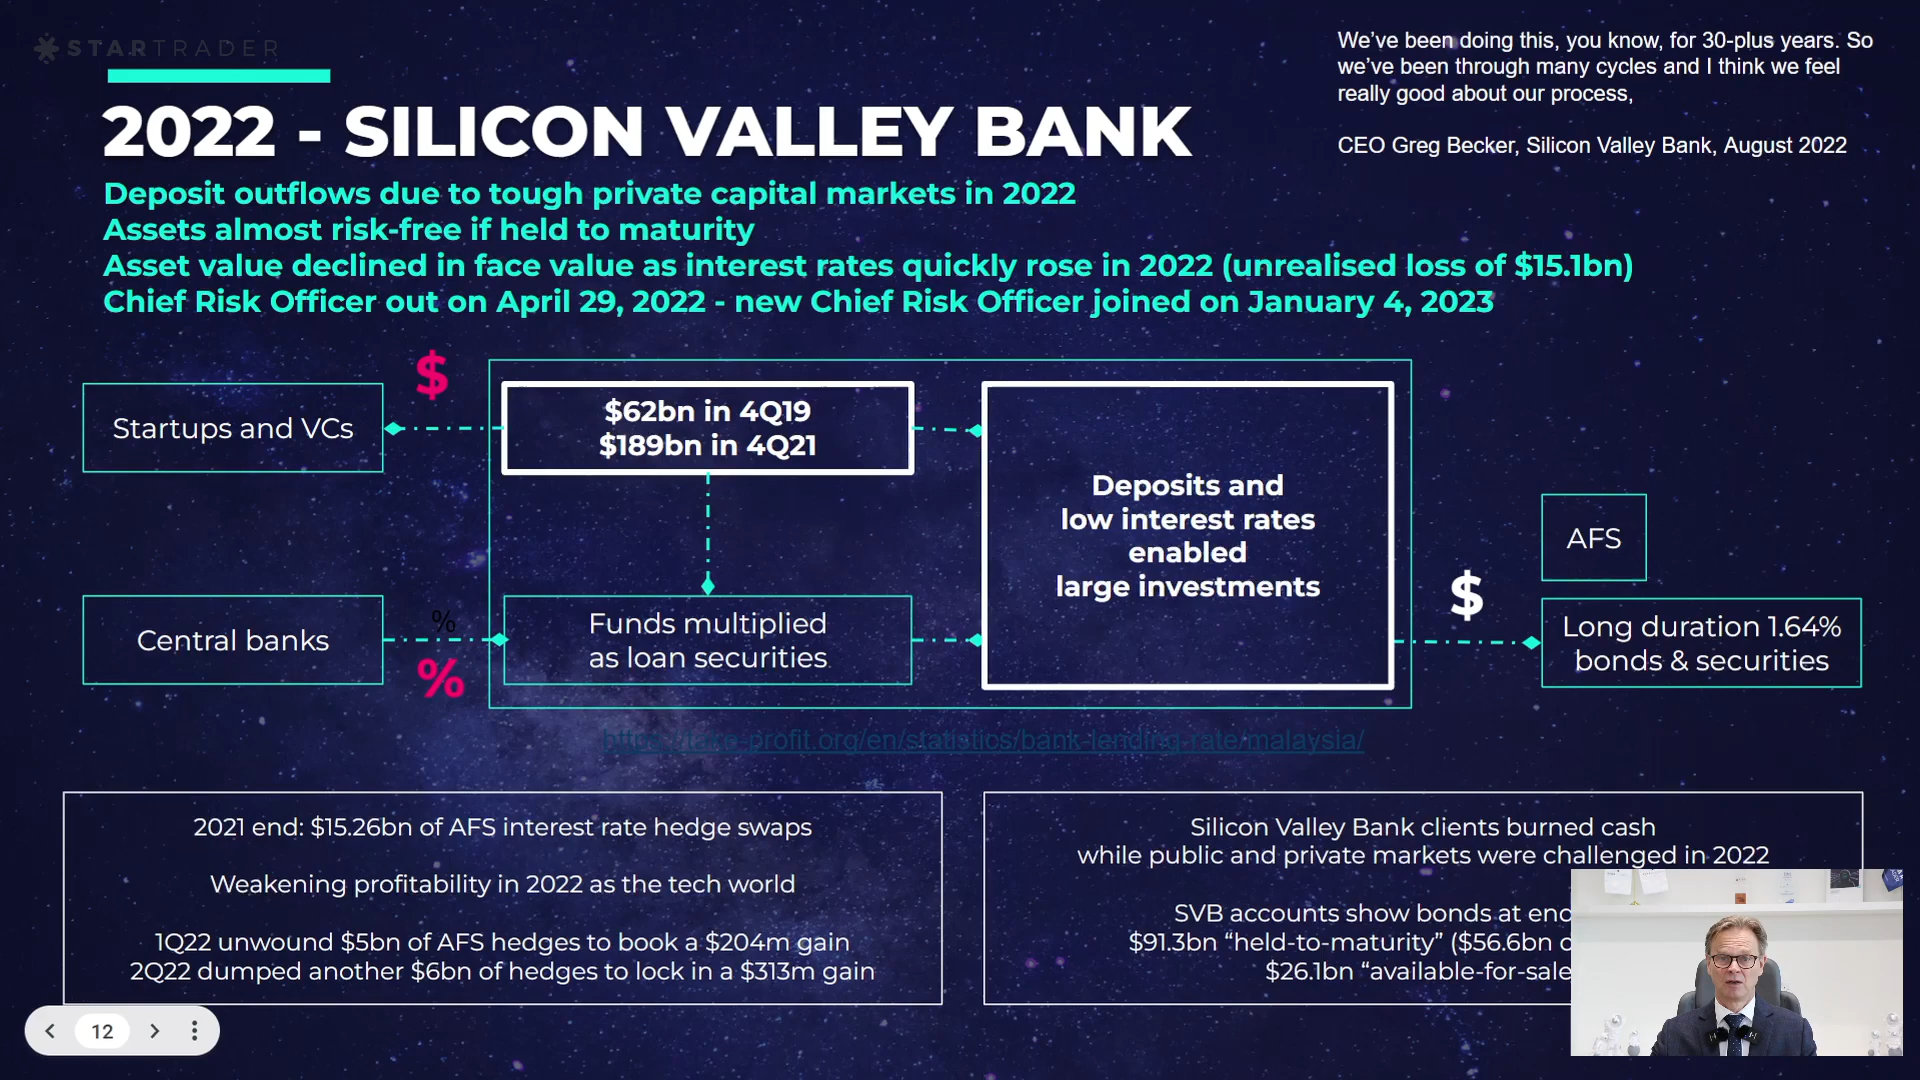 STARTRADER
We’ve been doing this, you know, for 30-plus years. So
we’ve been through many cycles and I think we feel
really good about our process,
CEO Greg Becker, Silicon Valley Bank, August 2022
2022 - SILICON VALLEY BANK
Deposit outflows due to tough private capital markets in 2022
Assets almost risk-free if held to maturity
Asset value declined in face value as interest rates quickly rose in 2022 (unrealised loss of $15.1bn)
Chief Risk Officer out on April 29, 2022 - new Chief Risk Officer joined on January 4, 2023
$
Startups and VCs
$62bn in 4Q19
$189bn in 4Q21
Deposits and
low interest rates
enabled
large investments
AFS
$
Central banks
%
%
Funds multiplied
as loan securities
Long duration 1.64%
bonds & securities
2021 end: $15.26bn of AFS interest rate hedge swaps
Weakening profitability in 2022 as the tech world
1Q22 unwound $5bn of AFS hedges to book a $204m gain
2Q22 dumped another $6bn of hedges to lock in a $313m gain
Silicon Valley Bank clients burned cash
while public and private markets were challenged in 2022
SVB accounts show bonds at end
$91.3bn “held-to-maturity” ($56.6bn
$26.1bn “available-for-sale
12